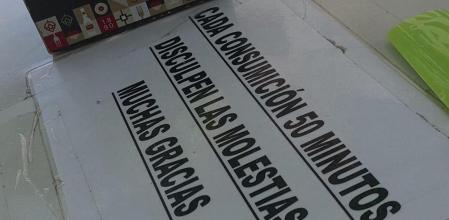 CADA CONSUMICIÓN 50 MINUTOS
DISCULPEN LAS MOLESTIAS
MUCHAS GRACIAS